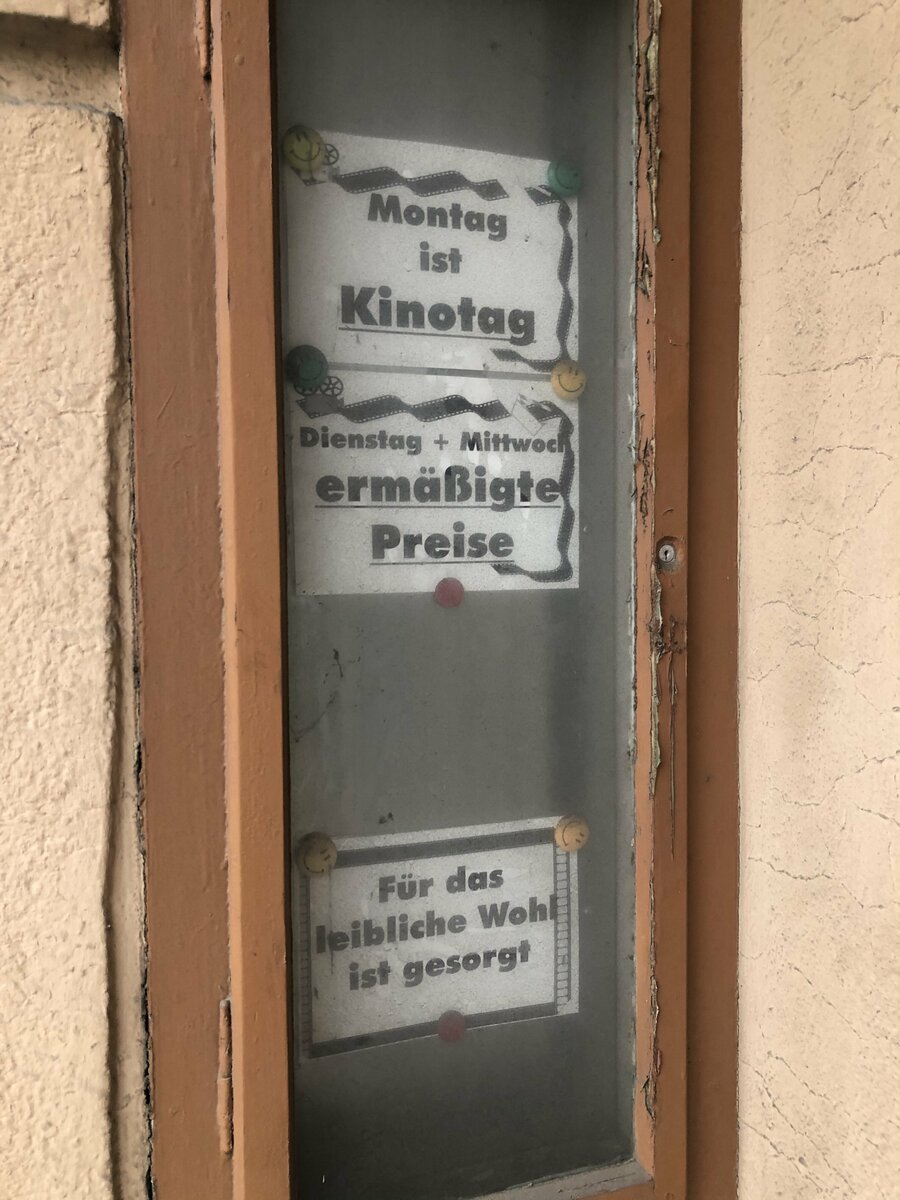 Montag
ist
Kinotag
Dienstag + Mittwoch
ermäßigte
Preise
Für das
leibliche Wohl
ist gesorgt